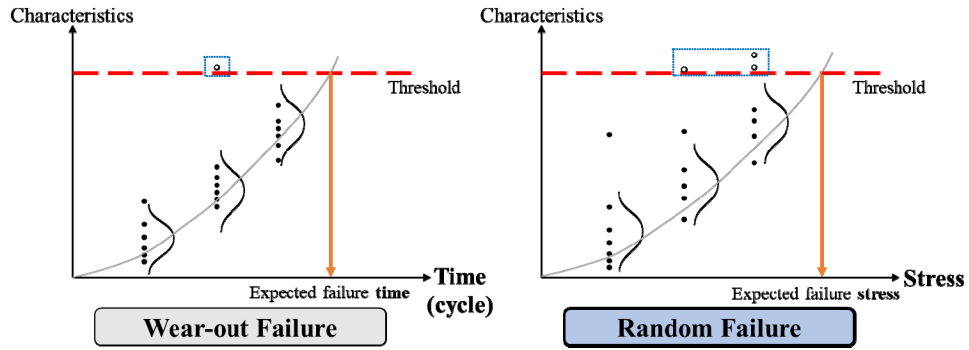 Characteristics
Threshold
Time
(cycle)
Expected failure time
Wear-out Failure
Characteristics
Threshold
Stress
Expected failure stress
Random Failure